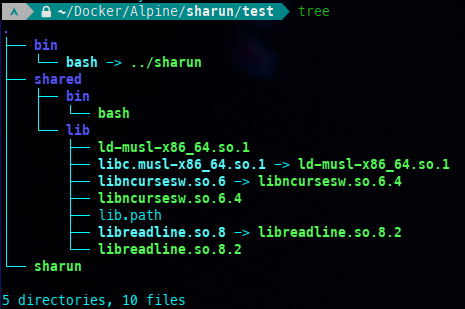 ~/Docker/Alpine/sharun/test tree
.
├── bin
│   └── bash -> ../sharun
├── shared
│   ├── bin
│   │   └── bash
│   └── lib
│       ├── ld-musl-x86_64.so.1
│       ├── libc.musl-x86_64.so.1 -> ld-musl-x86_64.so.1
│       ├── libncursesw.so.6 -> libncursesw.so.6.4
│       ├── libncursesw.so.6.4
│       ├── lib.path
│       ├── libreadline.so.8 -> libreadline.so.8.2
│       └── libreadline.so.8.2
└── sharun
5 directories, 10 files